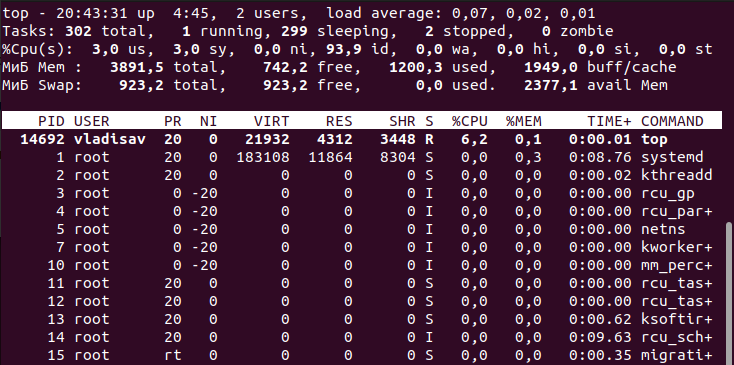 top - 20:43:31 up  4:45,  2 users,  load average: 0,07, 0,02, 0,01
Tasks: 302 total,   1 running, 299 sleeping,   2 stopped,   0 zombie
%Cpu(s):  3,0 us,  3,0 sy,  0,0 ni, 93,9 id,  0,0 wa,  0,0 hi,  0,0 si,  0,0 st
МиБ Mem :   3891,5 total,    742,2 free,   1200,3 used,   1949,0 buff/cache
МиБ Swap:    923,2 total,    923,2 free,      0,0 used.   2377,1 avail Mem
PID USER      PR  NI    VIRT    RES    SHR S  %CPU  %MEM     TIME+ COMMAND
14692 vladisav  20   0   21932   4312   3448 R   6,2   0,1   0:00.01 top
1 root      20   0  183108  11864   8304 S   0,0   0,3   0:08.76 systemd
2 root      20   0       0      0      0 S   0,0   0,0   0:00.02 kthreadd
3 root       0 -20       0      0      0 I   0,0   0,0   0:00.00 rcu_gp
4 root       0 -20       0      0      0 I   0,0   0,0   0:00.00 rcu_par+
5 root       0 -20       0      0      0 I   0,0   0,0   0:00.00 netns
7 root       0 -20       0      0      0 I   0,0   0,0   0:00.00 kworker+
10 root       0 -20       0      0      0 I   0,0   0,0   0:00.00 mm_perc+
11 root      20   0       0      0      0 S   0,0   0,0   0:00.00 rcu_tas+
12 root      20   0       0      0      0 S   0,0   0,0   0:00.00 rcu_tas+
13 root      20   0       0      0      0 S   0,0   0,0   0:00.62 ksoftir+
14 root      20   0       0      0      0 I   0,0   0,0   0:09.63 rcu_sch+
15 root      rt   0       0      0      0 S   0,0   0,0   0:00.35 migrati+